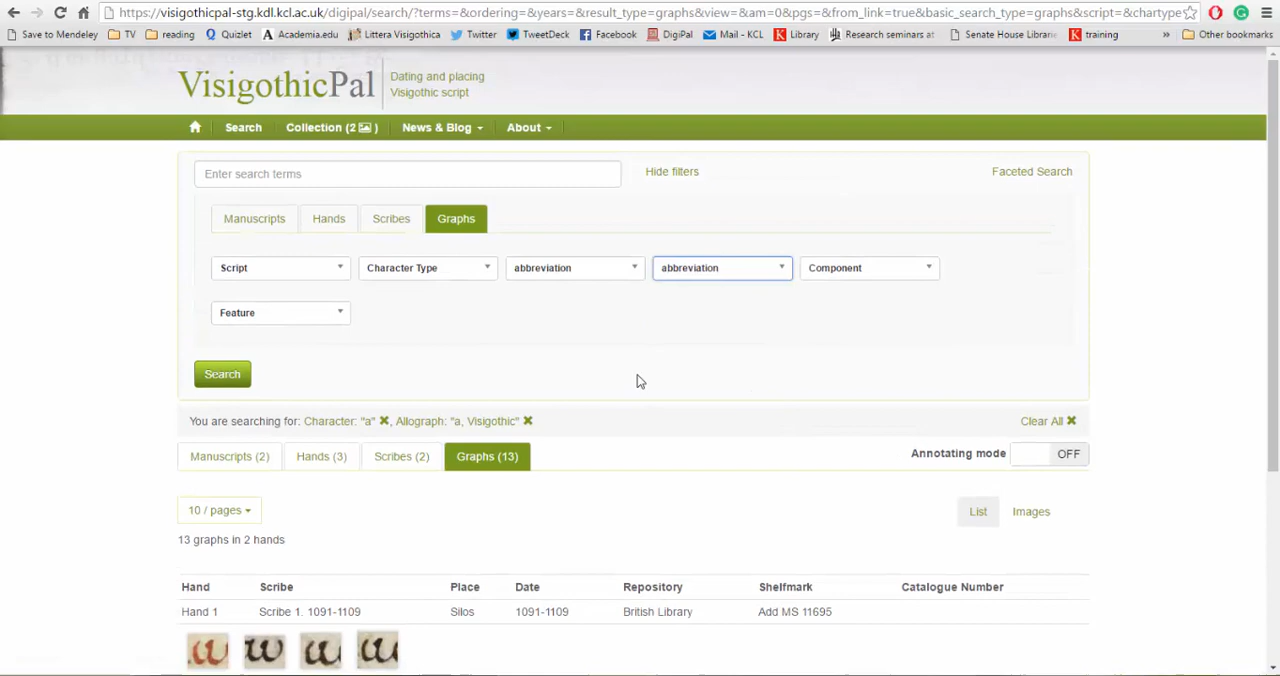 https://visigothicpal-stg.kdl.kcl.ac.uk/digipal/search/?terms=&ordering=&years=&result_type=graphs&view=&am=0&pgs=&from_link=true&basic_search_type=graphs&script=&chartype
Save to Mendeley TV reading Quizlet Academia.edu Littera Visigothica Twitter TweetDeck Facebook DigiPal Mail - KCL Library Research seminars at Senate House Librarie training » Other bookmarks
VisigothicPal Dating and placing
Visigothic script
Search Collection (2 ) News & Blog About
Enter search terms Hide filters Faceted Search
Manuscripts Hands Scribes Graphs
Script Character Type abbreviation abbreviation Component
Feature
Search
You are searching for: Character: "a" ✖, Allograph: "a, Visigothic" ✖ Clear All ✖
Manuscripts (2) Hands (3) Scribes (2) Graphs (13) Annotating mode OFF
10 / pages List Images
13 graphs in 2 hands
Hand Scribe Place Date Repository Shelfmark Catalogue Number
Hand 1 Scribe 1. 1091-1109 Silos 1091-1109 British Library Add MS 11695